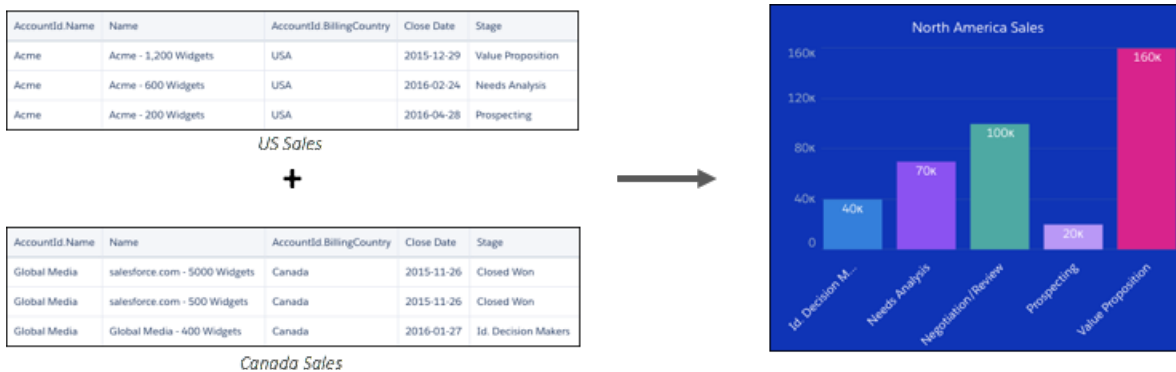 AccountId.Name Name AccountId.BillingCountry Close Date Stage
Acme Acme - 1,200 Widgets USA 2015-12-29 Value Proposition
Acme Acme - 600 Widgets USA 2016-02-24 Needs Analysis
Acme Acme - 200 Widgets USA 2016-04-28 Prospecting
US Sales
+
AccountId.Name Name AccountId.BillingCountry Close Date Stage
Global Media salesforce.com - 5000 Widgets Canada 2015-11-26 Closed Won
Global Media salesforce.com - 500 Widgets Canada 2015-11-26 Closed Won
Global Media Global Media - 400 Widgets Canada 2016-01-27 Id. Decision Makers
Canada Sales
North America Sales
160K
120K
80K
40K
0
40K
70K
100K
20K
160K
Id. Decision M...
Needs Analysis
Negotiation/Review
Prospecting
Value Proposition